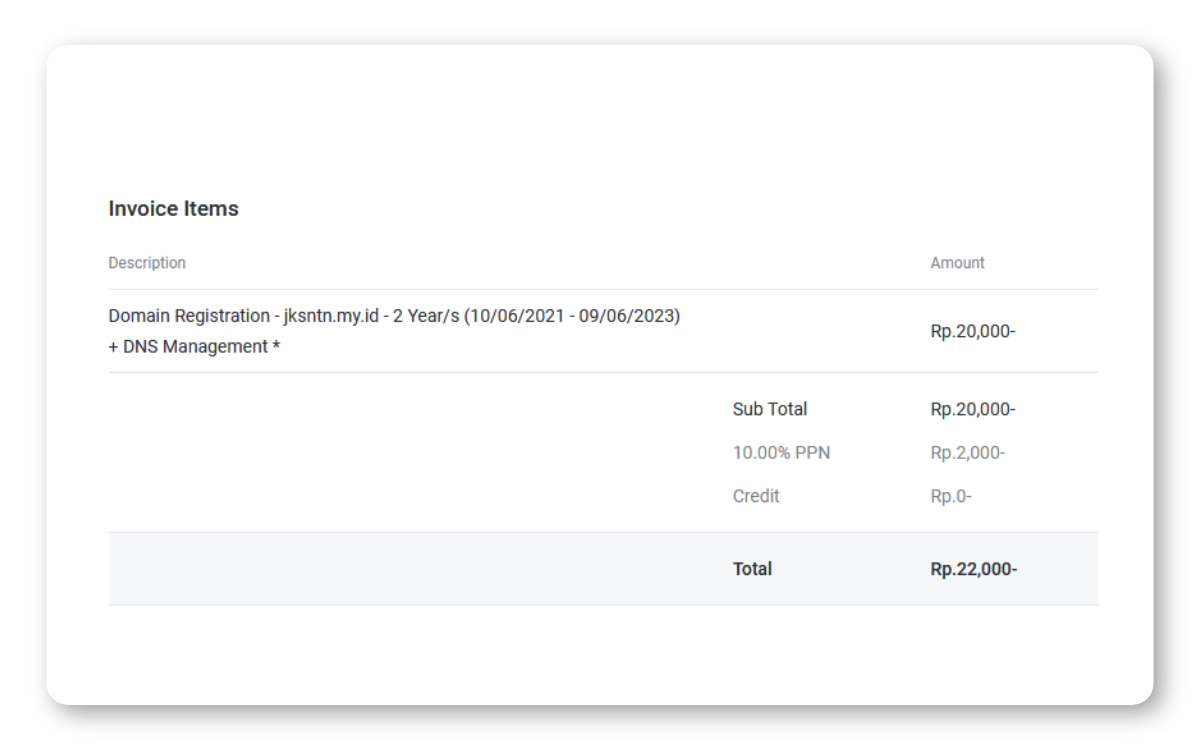 Invoice Items
Description Amount
Domain Registration - jksntn.my.id - 2 Year/s (10/06/2021 - 09/06/2023)
+ DNS Management *
Rp.20,000-
Sub Total Rp.20,000-
10.00% PPN Rp.2,000-
Credit Rp.0-
Total Rp.22,000-